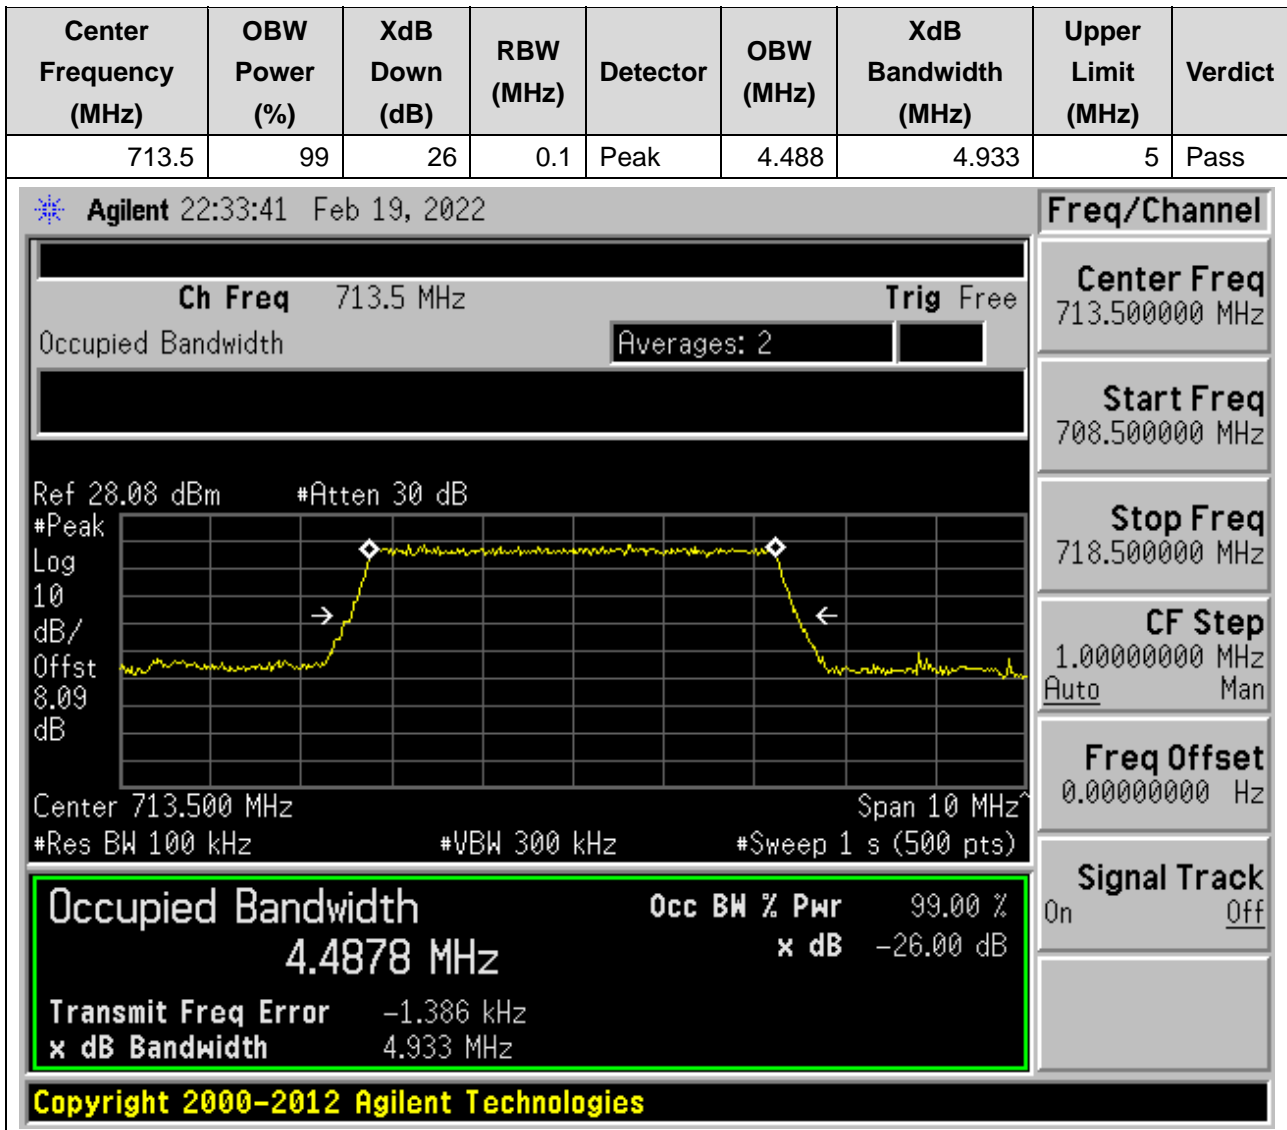 Center Frequency (MHz) OBW Power (%) XdB Down (dB) RBW (MHz) Detector OBW (MHz) XdB Bandwidth (MHz) Upper Limit (MHz) Verdict
713.5 99 26 0.1 Peak 4.488 4.933 5 Pass
Agilent 22:33:41 Feb 19, 2022
Ch Freq 713.5 MHz Trig Free
Occupied Bandwidth Averages: 2
Ref 28.08 dBm #Atten 30 dB
#Peak
Log
10
dB/
Offst
8.09
dB
Center 713.500 MHz Span 10 MHz^
#Res BW 100 kHz #VBW 300 kHz #Sweep 1 s (500 pts)
Occupied Bandwidth Occ BW % Pwr 99.00 %
4.4878 MHz x dB -26.00 dB
Transmit Freq Error -1.386 kHz
x dB Bandwidth 4.933 MHz
Copyright 2000-2012 Agilent Technologies
Freq/Channel
Center Freq
713.500000 MHz
Start Freq
708.500000 MHz
Stop Freq
718.500000 MHz
CF Step
1.00000000 MHz
Auto Man
Freq Offset
0.00000000 Hz
Signal Track
On Off